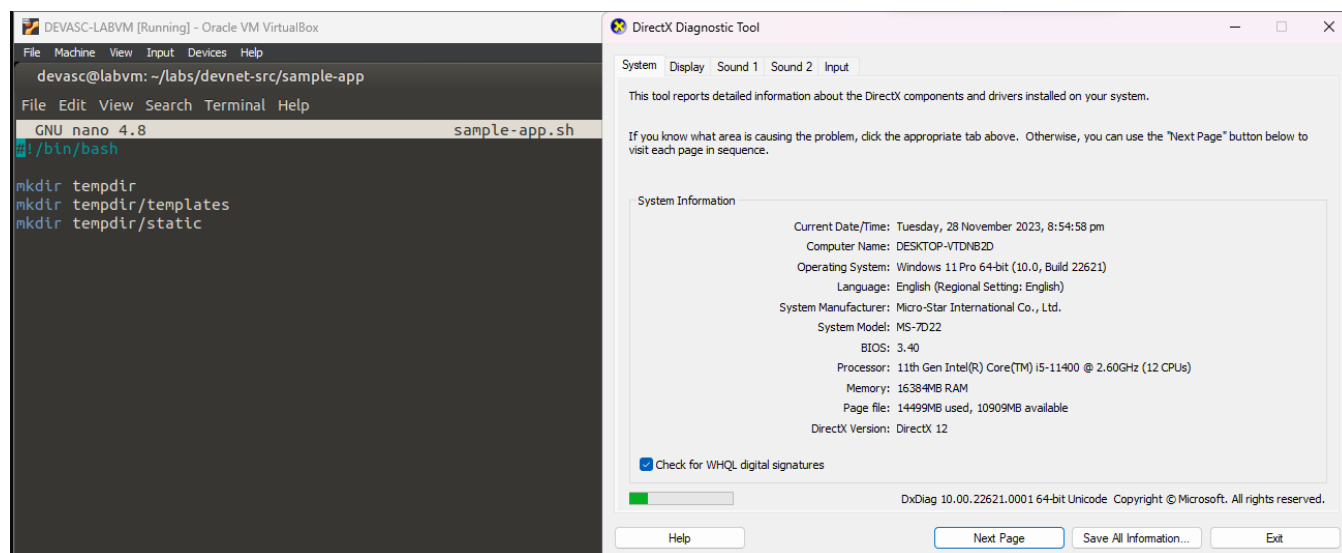 DEVASC-LABVM [Running] - Oracle VM VirtualBox
File Machine View Input Devices Help
devasc@labvm: ~/labs/devnet-src/sample-app
File Edit View Search Terminal Help
GNU nano 4.8 sample-app.sh
#!/bin/bash
mkdir tempdir
mkdir tempdir/templates
mkdir tempdir/static
DirectX Diagnostic Tool
System Display Sound 1 Sound 2 Input
This tool reports detailed information about the DirectX components and drivers installed on your system.
If you know what area is causing the problem, click the appropriate tab above. Otherwise, you can use the "Next Page" button below to
visit each page in sequence.
System Information
Current Date/Time: Tuesday, 28 November 2023, 8:54:58 pm
Computer Name: DESKTOP-VTDNB2D
Operating System: Windows 11 Pro 64-bit (10.0, Build 22621)
Language: English (Regional Setting: English)
System Manufacturer: Micro-Star International Co., Ltd.
System Model: MS-7D22
BIOS: 3.40
Processor: 11th Gen Intel(R) Core(TM) i5-11400 @ 2.60GHz (12 CPUs)
Memory: 16384MB RAM
Page file: 14499MB used, 10909MB available
DirectX Version: DirectX 12
Check for WHQL digital signatures
DxDiag 10.00.22621.0001 64-bit Unicode Copyright © Microsoft. All rights reserved.
Help Next Page Save All Information... Exit